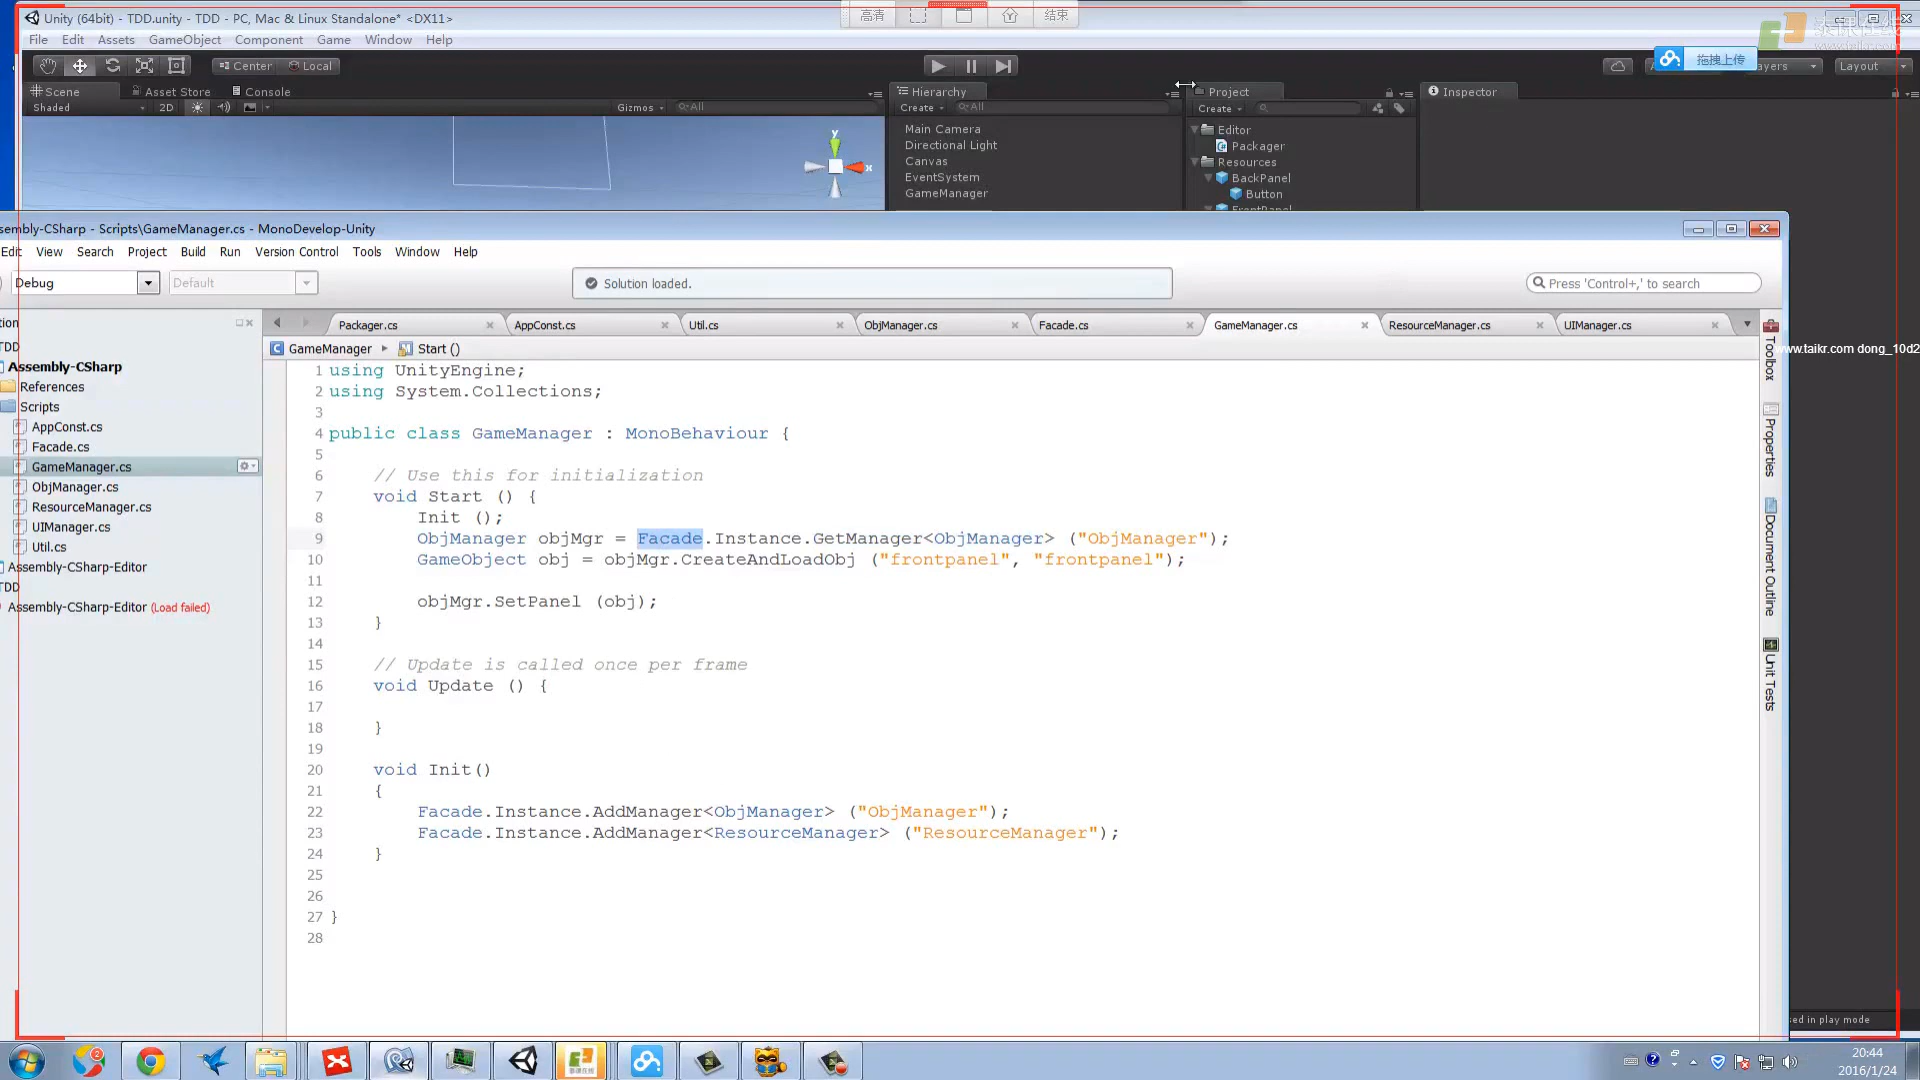 Unity (64bit) - TDD.unity - TDD - PC, Mac & Linux Standalone* <DX11>
高清
结束
File Edit Assets GameObject Component Game Window Help
Center Local
拖拽上传
Layout
Scene Asset Store Console
Hierarchy
Project
Inspector
Shaded 2D Gizmos All
Create All
Create
y
x
Main Camera
Directional Light
Canvas
EventSystem
GameManager
Editor
Packager
Resources
BackPanel
Button
FrontPanel
sembly-CSharp - Scripts\GameManager.cs - MonoDevelop-Unity
Edit View Search Project Build Run Version Control Tools Window Help
Debug Default
Solution loaded.
Press 'Control+,' to search
Packager.cs AppConst.cs Util.cs ObjManager.cs Facade.cs GameManager.cs ResourceManager.cs UIManager.cs
GameManager Start ()
www.taikr.com dong_10d2
tion
TDD
Assembly-CSharp
References
Scripts
AppConst.cs
Facade.cs
GameManager.cs
ObjManager.cs
ResourceManager.cs
UIManager.cs
Util.cs
Assembly-CSharp-Editor
TDD
Assembly-CSharp-Editor (Load failed)
1 using UnityEngine;
2 using System.Collections;
3
4 public class GameManager : MonoBehaviour {
5
6 // Use this for initialization
7 void Start () {
8 Init ();
9 ObjManager objMgr = Facade.Instance.GetManager<ObjManager> ("ObjManager");
10 GameObject obj = objMgr.CreateAndLoadObj ("frontpanel", "frontpanel");
11
12 objMgr.SetPanel (obj);
13 }
14
15 // Update is called once per frame
16 void Update () {
17
18 }
19
20 void Init()
21 {
22 Facade.Instance.AddManager<ObjManager> ("ObjManager");
23 Facade.Instance.AddManager<ResourceManager> ("ResourceManager");
24 }
25
26
27 }
28
Toolbox
Properties
Document Outline
Unit Tests
sed in play mode
2
20:44
2016/1/24